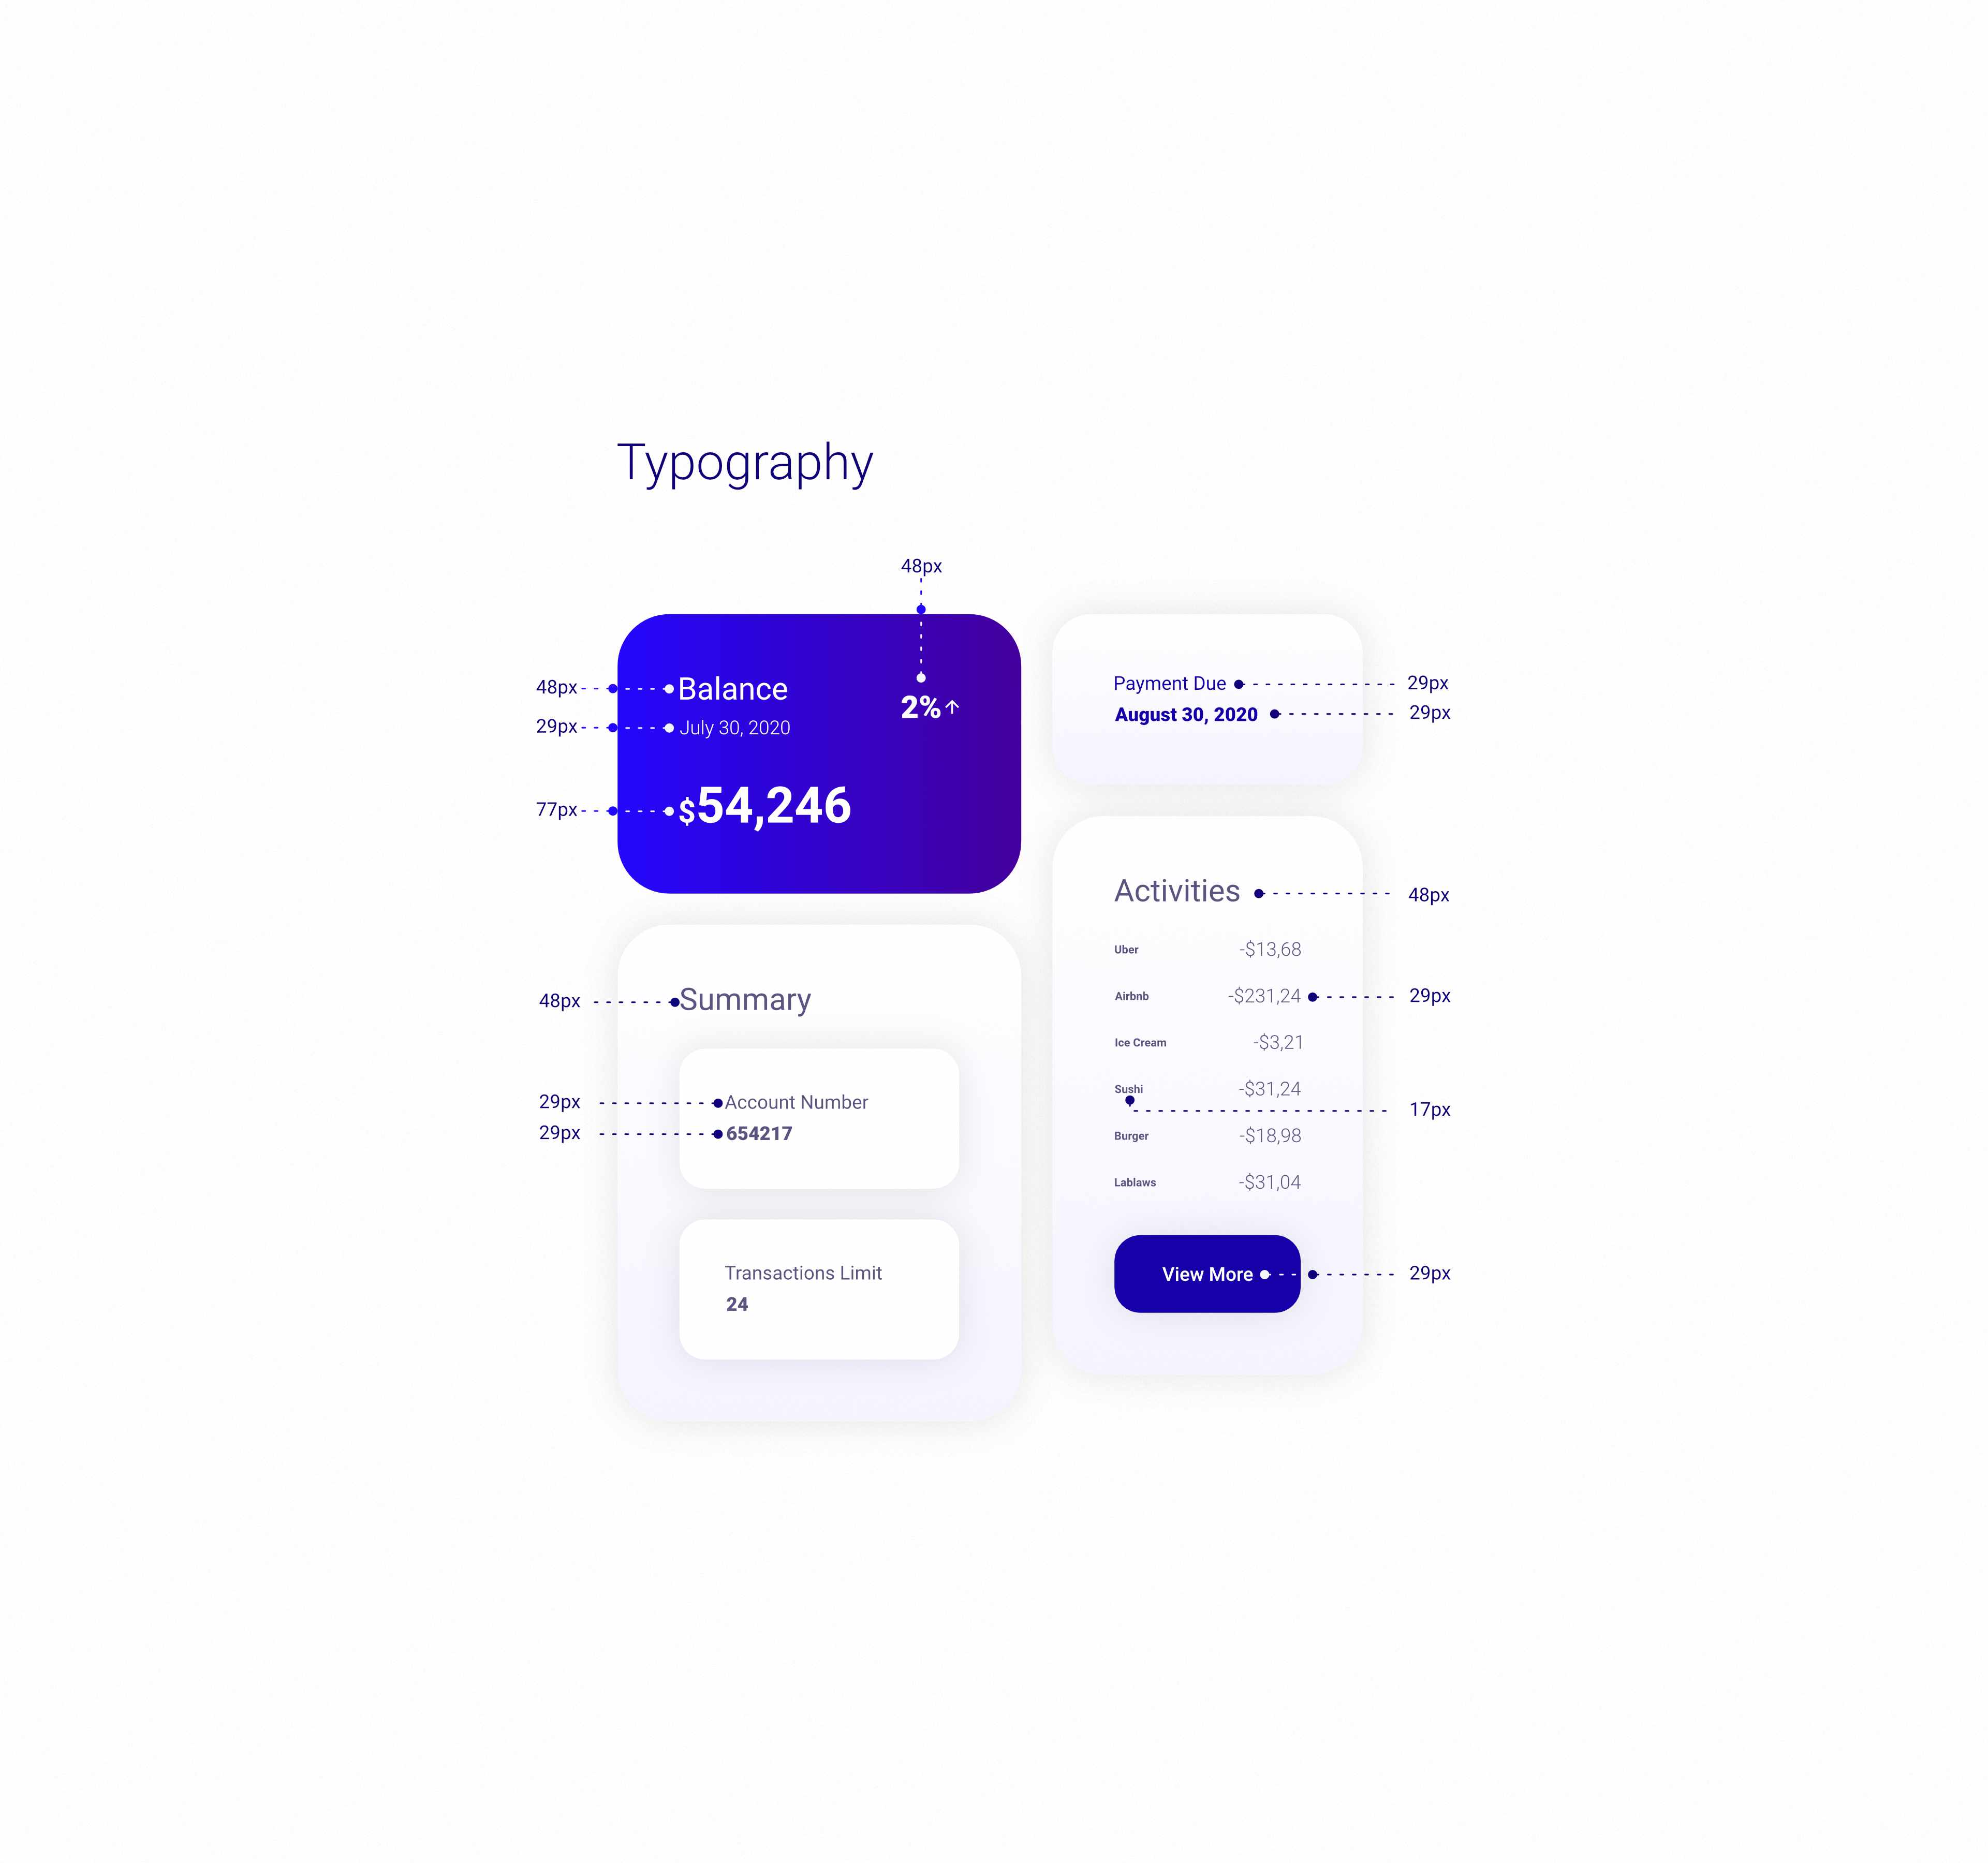 Typography
48px
48px
Balance
2%↑
29px
July 30, 2020
77px
$54,246
Payment Due
29px
August 30, 2020
29px
Activities
48px
Uber -$13,68
Airbnb -$231,24
29px
Ice Cream -$3,21
Sushi -$31,24
17px
Burger -$18,98
Lablaws -$31,04
View More
29px
48px
Summary
29px
Account Number
29px
654217
Transactions Limit
24